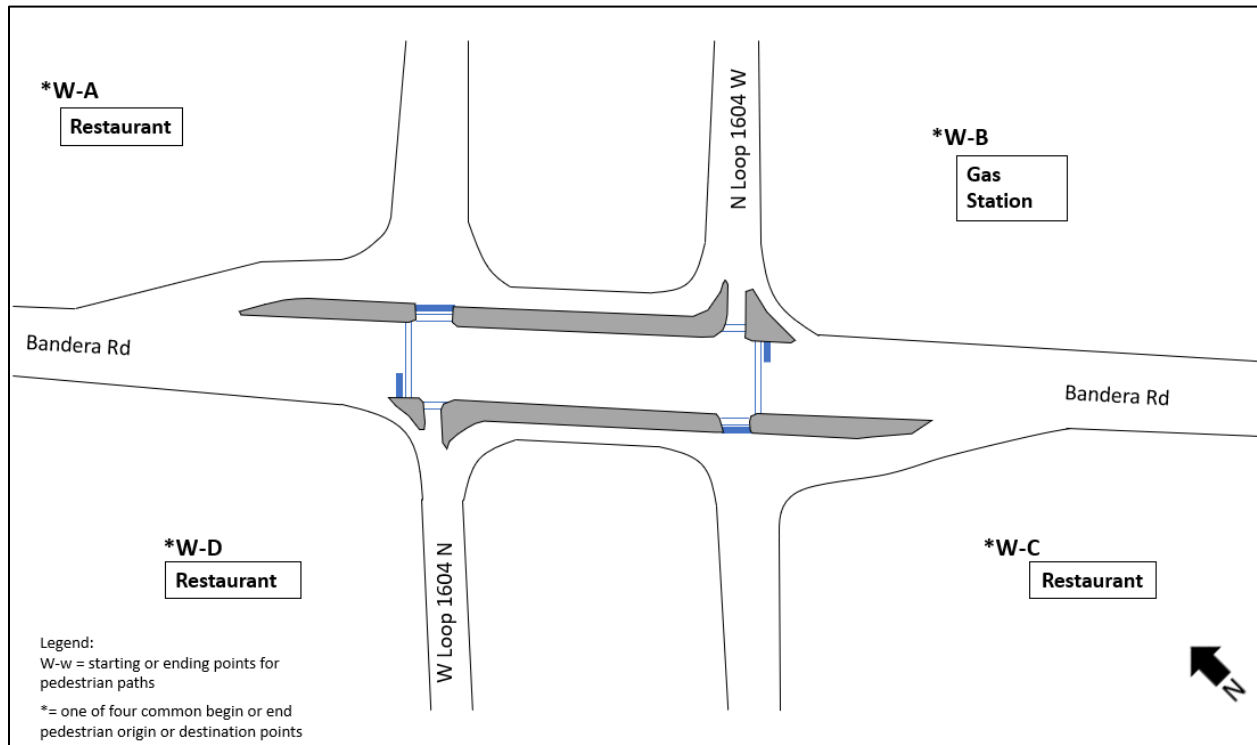 *W-A
Restaurant
N Loop 1604 W
*W-B
Gas
Station
Bandera Rd
Bandera Rd
*W-D
Restaurant
W Loop 1604 N
*W-C
Restaurant
Legend:
W-w = starting or ending points for
pedestrian paths
*= one of four common begin or end
pedestrian origin or destination points
N